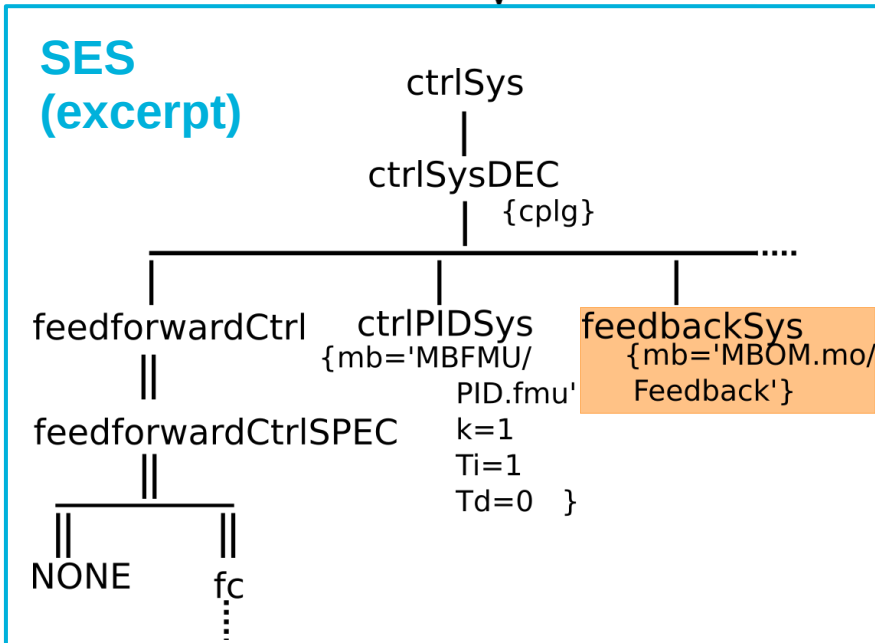 SES
(excerpt)
ctrlSys
ctrlSysDEC
{cplg}
feedforwardCtrl
ctrlPIDSys
feedbackSys
{mb='MBFMU/
PID.fmu'
k=1
Ti=1
Td=0 }
{mb='MBOM.mo/
Feedback'}
feedforwardCtrlSPEC
NONE
fc